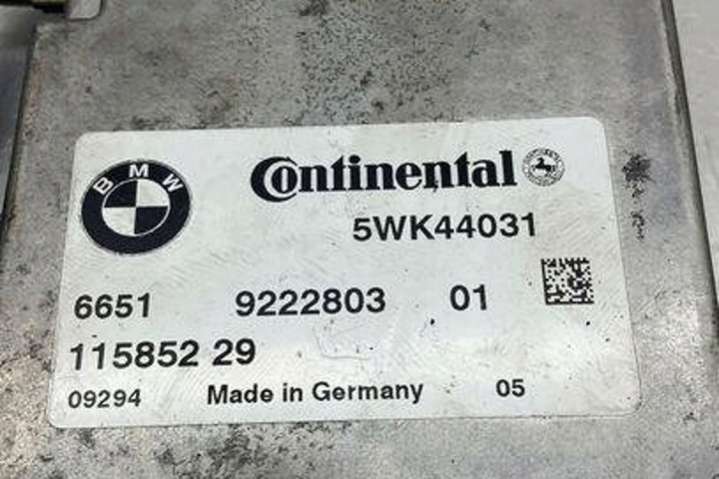 BMW
Continental
5WK44031
6651 9222803 01
115852 29
09294 Made in Germany 05